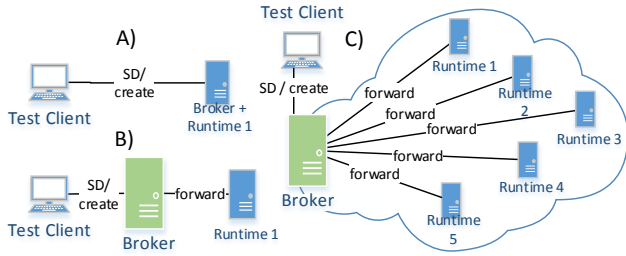 A)
SD/
create
Test Client
Broker +
Runtime 1
B)
SD/
create
forward
Test Client
Broker
Runtime 1
Test Client
C)
SD/
create
Broker
forward
Runtime 1
forward
Runtime
2
forward
Runtime 3
forward
Runtime 4
forward
Runtime
5